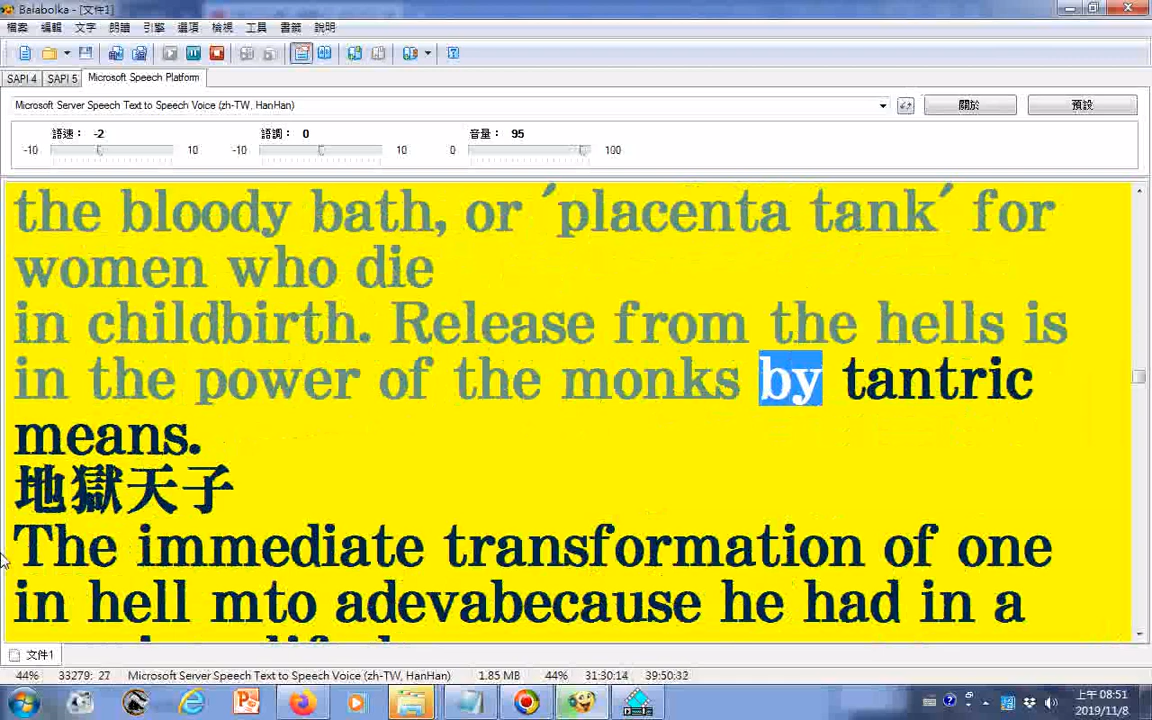 Balabolka - [文件1]
檔案 編輯 文字 朗讀 引擎 選項 檢視 工具 書籤 說明
SAPI 4 SAPI 5 Microsoft Speech Platform
Microsoft Server Speech Text to Speech Voice (zh-TW, HanHan) 關於 預設
語速： -2 語調： 0 音量： 95
-10 10 -10 10 0 100
the bloody bath, or 'placenta tank' for
women who die
in childbirth. Release from the hells is
in the power of the monks by tantric
means.
地獄天子
The immediate transformation of one
in hell mto adevabecause he had in a
文件1
44% 33279: 27 Microsoft Server Speech Text to Speech Voice (zh-TW, HanHan) 1.85 MB 44% 31:30:14 39:50:32
上午 08:51
2019/11/8